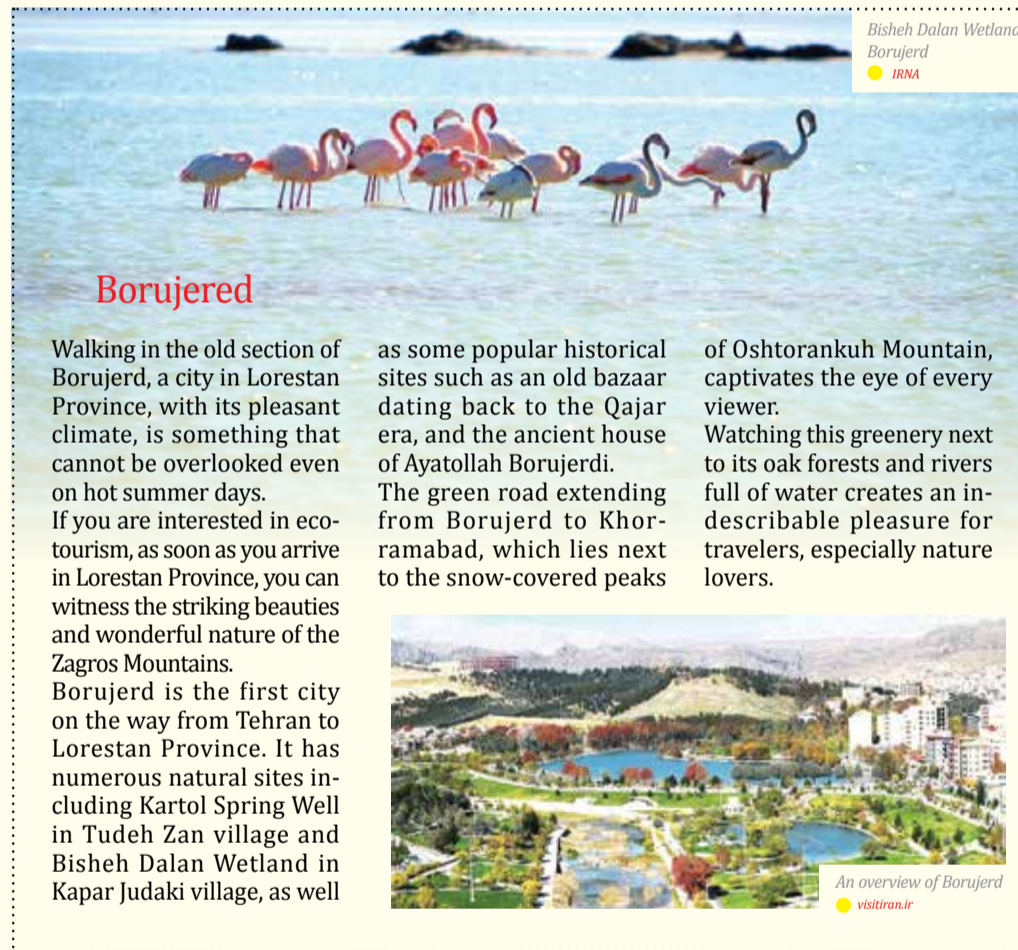 Bisheh Dalan Wetland
Borujerd
IRNA
Borujered
Walking in the old section of
Borujerd, a city in Lorestan
Province, with its pleasant
climate, is something that
cannot be overlooked even
on hot summer days.
If you are interested in eco-
tourism, as soon as you arrive
in Lorestan Province, you can
witness the striking beauties
and wonderful nature of the
Zagros Mountains.
Borujerd is the first city
on the way from Tehran to
Lorestan Province. It has
numerous natural sites in-
cluding Kartol Spring Well
in Tudeh Zan village and
Bisheh Dalan Wetland in
Kapar Judaki village, as well
as some popular historical
sites such as an old bazaar
dating back to the Qajar
era, and the ancient house
of Ayatollah Borujerdi.
The green road extending
from Borujerd to Khor-
ramabad, which lies next
to the snow-covered peaks
of Oshtorankuh Mountain,
captivates the eye of every
viewer.
Watching this greenery next
to its oak forests and rivers
full of water creates an in-
describable pleasure for
travelers, especially nature
lovers.
An overview of Borujerd
visitiran.ir